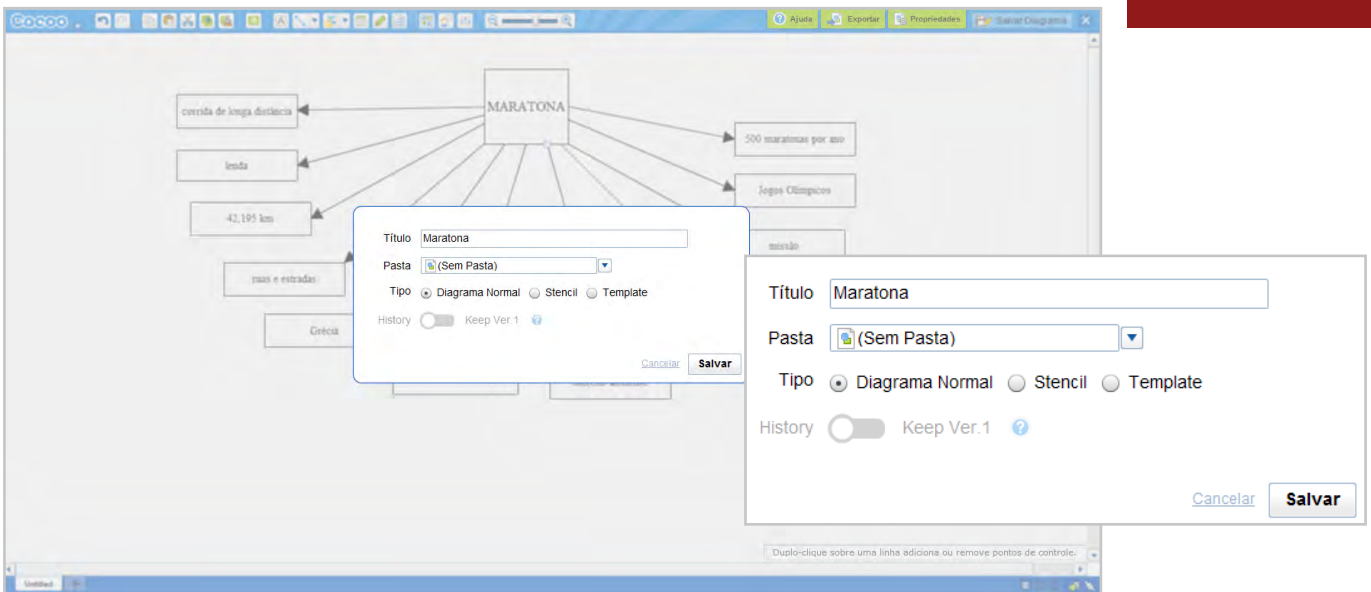 cacoo
Ajuda Exportar Propriedades Salvar Diagrama
MARATONA
corrida de longa distância
500 maratonas por ano
lenda
Jogos Olímpicos
42,195 km
missão
ruas e estradas
Grécia
Título Maratona
Pasta (Sem Pasta)
Tipo Diagrama Normal Stencil Template
History Keep Ver 1
Cancelar Salvar
Título Maratona
Pasta (Sem Pasta)
Tipo Diagrama Normal Stencil Template
History Keep Ver.1
Cancelar Salvar
Duplo-clique sobre uma linha adiciona ou remove pontos de controle.
Untitled